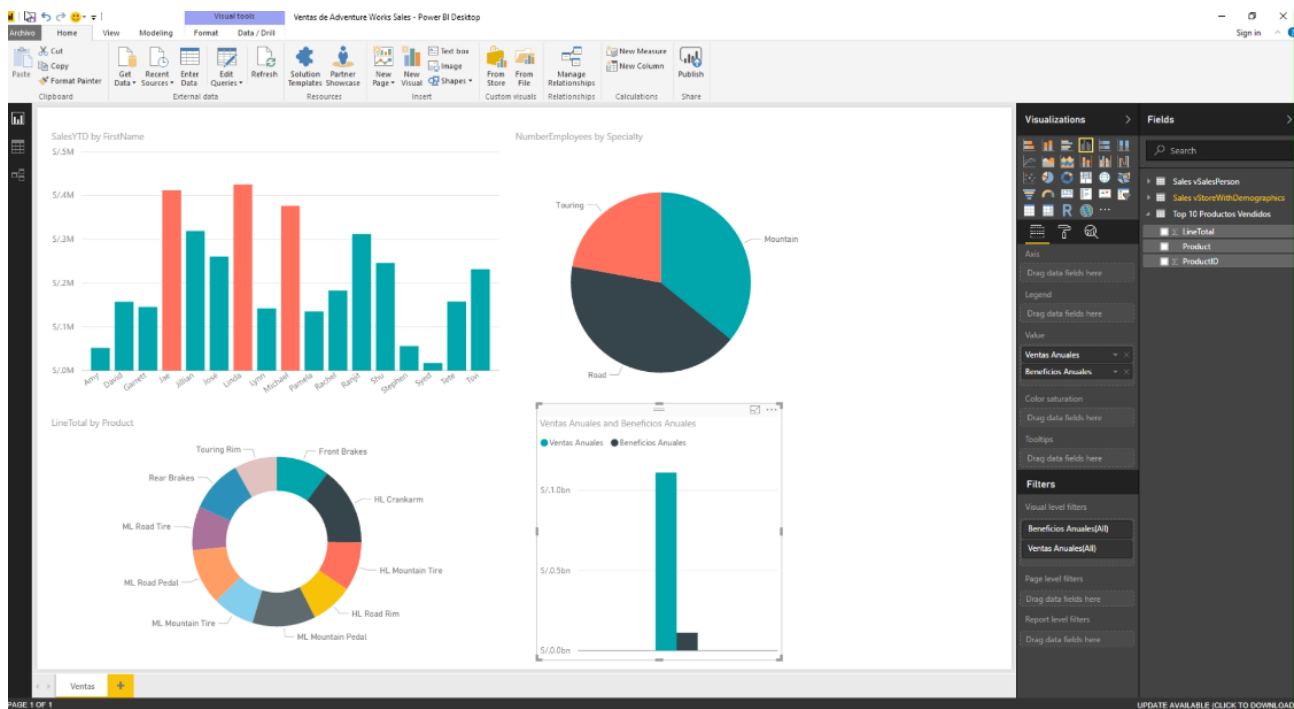 Visual tools
Ventas de Adventure Works Sales - Power BI Desktop
Archivo
Home
View
Modeling
Format
Data / Drill
Sign in
Paste
Cut
Copy
Format Painter
Clipboard
Get Data
Recent Sources
Enter Data
Edit Queries
Refresh
External data
Solution Templates
Partner Showcase
Resources
New Page
New Visual
Text box
Image
Shapes
Insert
From Store
From File
Custom visuals
Manage Relationships
Relationships
New Measure
New Column
Calculations
Publish
Share
SalesYTD by FirstName
S/.5M
S/.4M
S/.3M
S/.2M
S/.1M
S/.0M
Amy
David
Garrett
Jae
Jillian
José
Linda
Lynn
Michael
Pamela
Rachel
Ranjit
Shu
Stephen
Syed
Tete
Tsvi
NumberEmployees by Specialty
Touring
Mountain
Road
LineTotal by Product
Touring Rim
Front Brakes
Rear Brakes
HL Crankarm
ML Road Tire
HL Mountain Tire
ML Road Pedal
HL Road Rim
ML Mountain Tire
ML Mountain Pedal
Ventas Anuales and Beneficios Anuales
Ventas Anuales
Beneficios Anuales
S/.1.0bn
S/.0.5bn
S/.0.0bn
Visualizations
R
Axis
Drag data fields here
Legend
Drag data fields here
Value
Ventas Anuales
Beneficios Anuales
Color saturation
Drag data fields here
Tooltips
Drag data fields here
Filters
Visual level filters
Beneficios Anuales(All)
Ventas Anuales(All)
Page level filters
Drag data fields here
Report level filters
Drag data fields here
Fields
Search
Sales vSalesPerson
Sales vStoreWithDemographics
Top 10 Productos Vendidos
LineTotal
Product
ProductID
Ventas
PAGE 1 OF 1
UPDATE AVAILABLE (CLICK TO DOWNLOAD